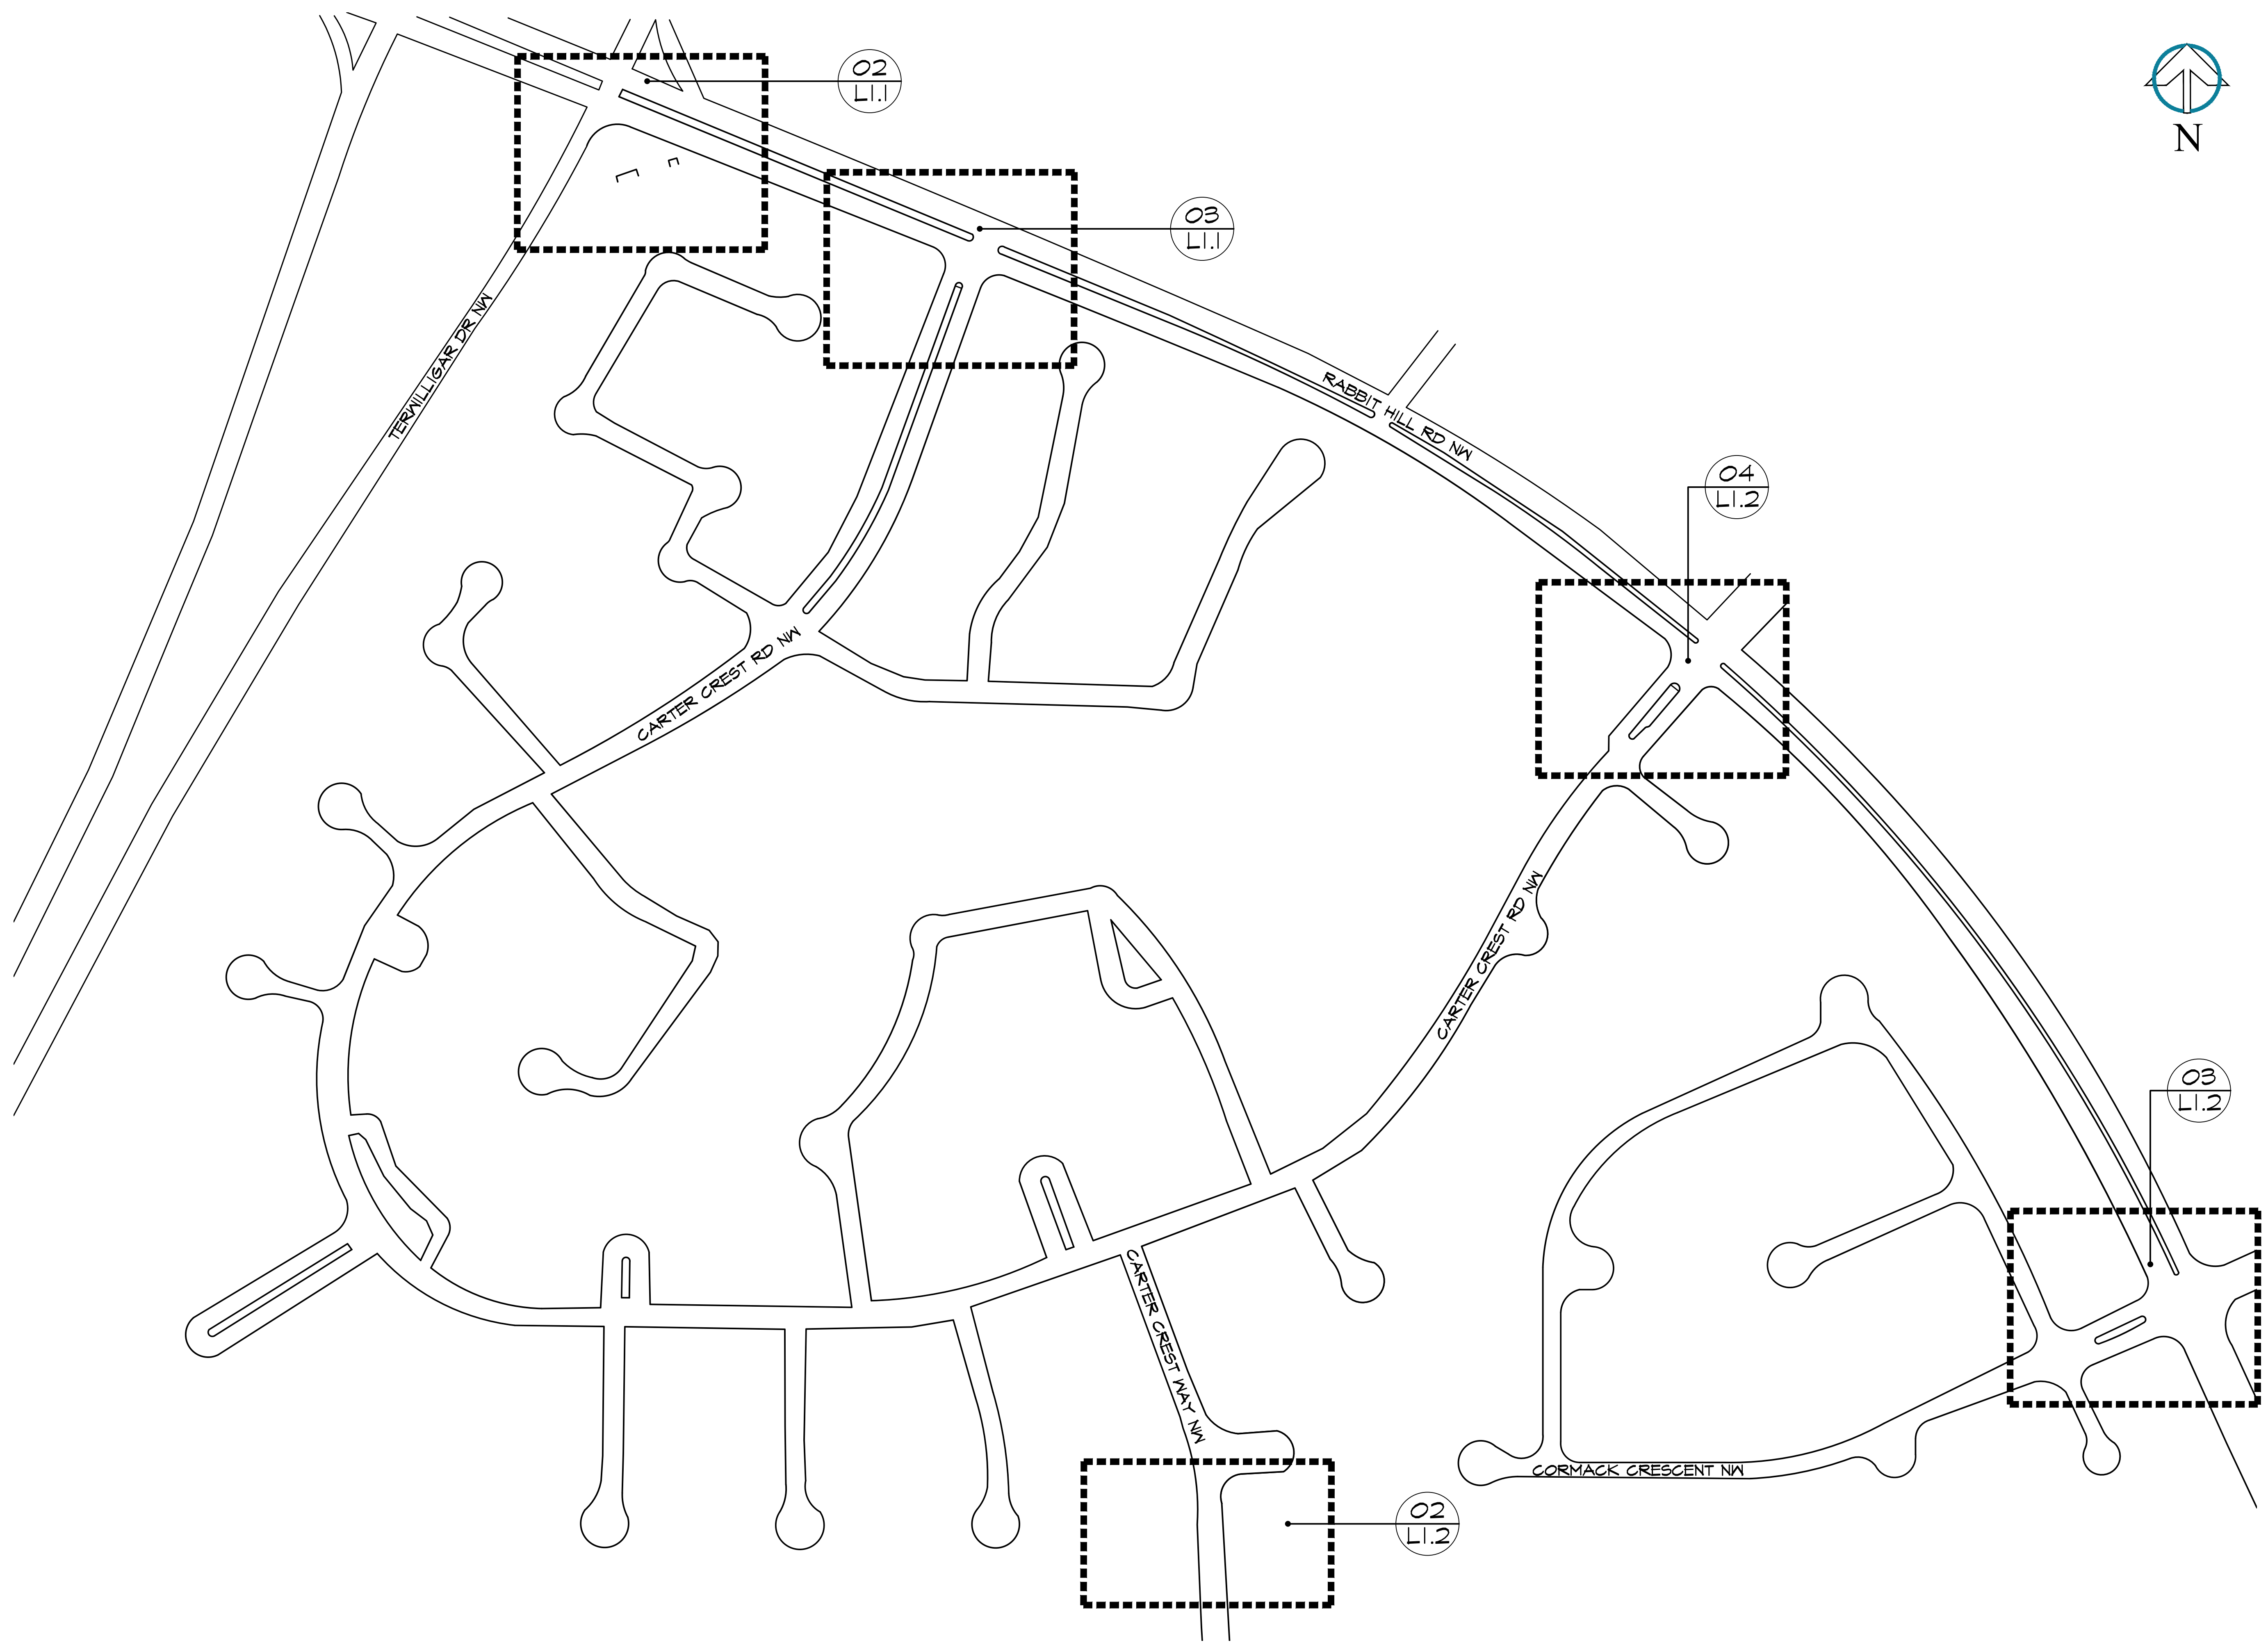 02
L1.1
N
03
L1.1
TERWILLIGAR DR NW
RABBIT HILL RD NW
04
L1.2
CARTER CREST RD NW
CARTER CREST RD NW
03
L1.2
CARTER CREST WAY NW
CORMACK CRESCENT NW
02
L1.2